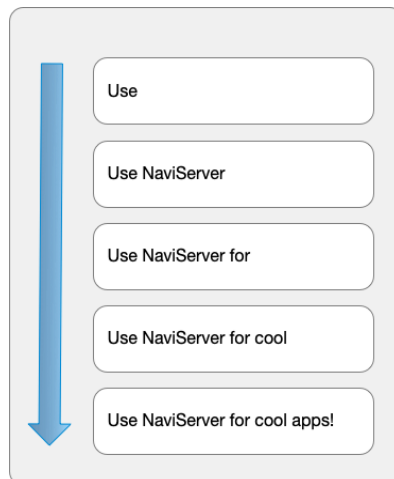 Use
Use NaviServer
Use NaviServer for
Use NaviServer for cool
Use NaviServer for cool apps!